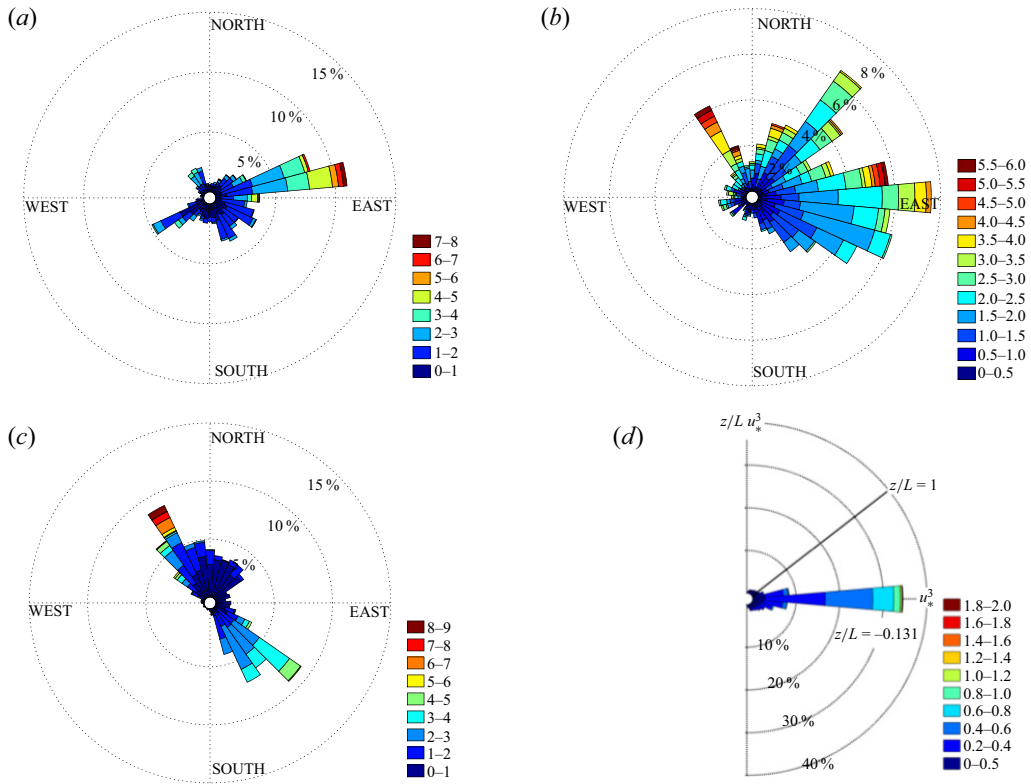 (a)
NORTH
15 %
10 %
5 %
WEST
EAST
SOUTH
7–8
6–7
5–6
4–5
3–4
2–3
1–2
0–1
(b)
NORTH
8 %
6 %
4 %
WEST
EAST
SOUTH
5.5–6.0
5.0–5.5
4.5–5.0
4.0–4.5
3.5–4.0
3.0–3.5
2.5–3.0
2.0–2.5
1.5–2.0
1.0–1.5
0.5–1.0
0–0.5
(c)
NORTH
15 %
10 %
5 %
WEST
EAST
SOUTH
8–9
7–8
6–7
5–6
4–5
3–4
2–3
1–2
0–1
(d)
z/L u³*
z/L = 1
u³*
z/L = –0.131
10 %
20 %
30 %
40 %
1.8–2.0
1.6–1.8
1.4–1.6
1.2–1.4
1.0–1.2
0.8–1.0
0.6–0.8
0.4–0.6
0.2–0.4
0–0.5